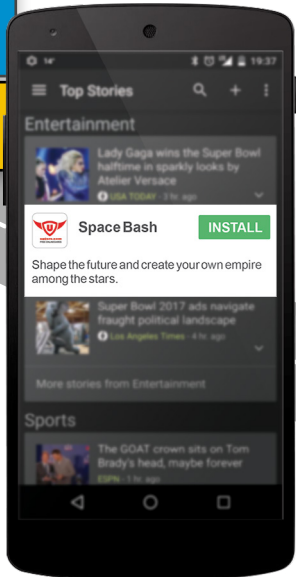 14°
19:37
Top Stories
Entertainment
Lady Gaga wins the Super Bowl
halftime in sparkly looks by
Atelier Versace
USA TODAY - 3 hr. ago
Space Bash
INSTALL
Shape the future and create your own empire
among the stars.
Super Bowl 2017 ads navigate
fraught political landscape
Los Angeles Times - 4 hr. ago
More stories from Entertainment
Sports
The GOAT crown sits on Tom
Brady's head, maybe forever
ESPN - 1 hr. ago